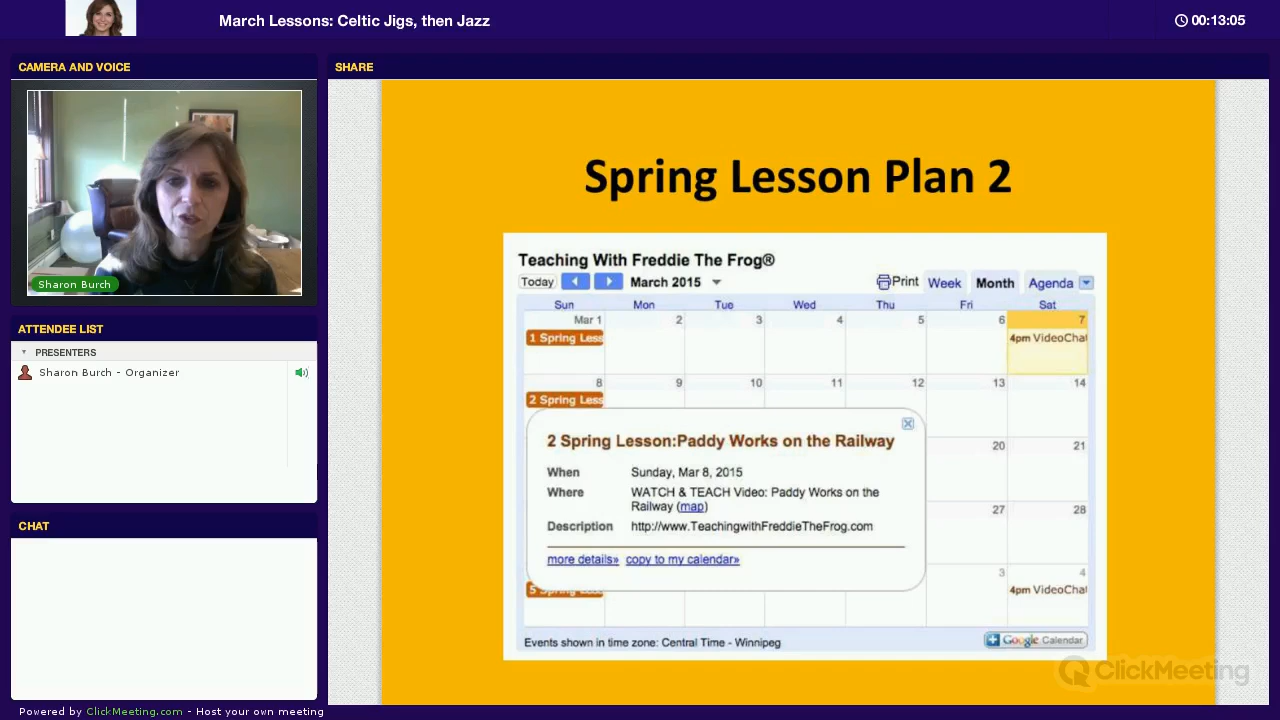 March Lessons: Celtic Jigs, then Jazz
00:13:05
CAMERA AND VOICE
Sharon Burch
ATTENDEE LIST
PRESENTERS
Sharon Burch - Organizer
CHAT
Powered by ClickMeeting.com - Host your own meeting
SHARE
Spring Lesson Plan 2
Teaching With Freddie The Frog®
Today March 2015 Print Week Month Agenda
Sun Mon Tue Wed Thu Fri Sat
Mar 1 2 3 4 5 6 7
1 Spring Less 4pm VideoChat
8 9 10 11 12 13 14
2 Spring Less
2 Spring Lesson:Paddy Works on the Railway
When Sunday, Mar 8, 2015
Where WATCH & TEACH Video: Paddy Works on the
Railway (map)
Description http://www.TeachingwithFreddieTheFrog.com
more details» copy to my calendar»
20 21
27 28
3 4
5 Spring Less 4pm VideoChat
Events shown in time zone: Central Time - Winnipeg
Google Calendar
ClickMeeting